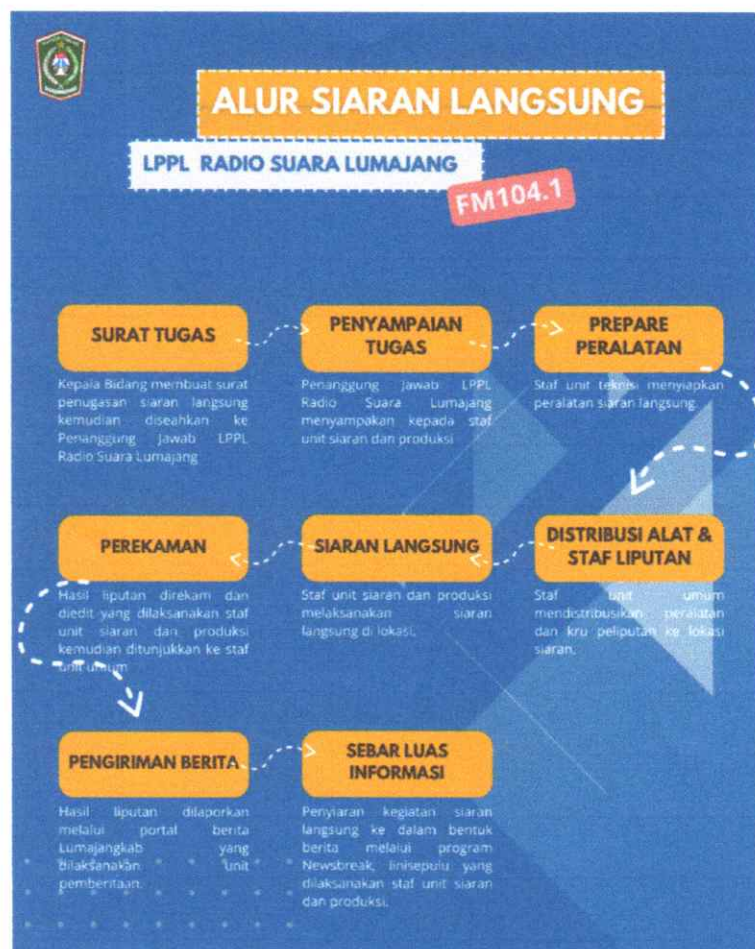 ALUR SIARAN LANGSUNG
LPPL RADIO SUARA LUMAJANG
FM104.1
SURAT TUGAS
Kepala Bidang membuat surat
penugasan siaran langsung
kemudian diseahkan ke
Penanggung Jawab LPPL
Radio Suara Lumajang
PENYAMPAIAN
TUGAS
Penanggung Jawab LPPL
Radio Suara Lumajang
menyampakan kepada staf
unit siaran dan produksi
PREPARE
PERALATAN
Staf unit teknisi menyiapkan
peralatan siaran langsung.
DISTRIBUSI ALAT &
STAF LIPUTAN
Staf unit umum
mendistribusikan peralatan
dan kru peliputan ke lokasi
siaran.
SIARAN LANGSUNG
Staf unit siaran dan produksi
melaksanakan siaran
langsung di lokasi.
PEREKAMAN
Hasil liputan direkam dan
diedit yang dilaksanakan staf
unit siaran dan produksi
kemudian ditunjukkan ke staf
unit umum
PENGIRIMAN BERITA
Hasil liputan dilaporkan
melalui portal berita
Lumajangkab yang
dilaksanakan unit
pemberitaan.
SEBAR LUAS
INFORMASI
Penyiaran kegiatan siaran
langsung ke dalam bentuk
berita melalui program
Newsbreak, linisepulu yang
dilaksanakan staf unit siaran
dan produksi.